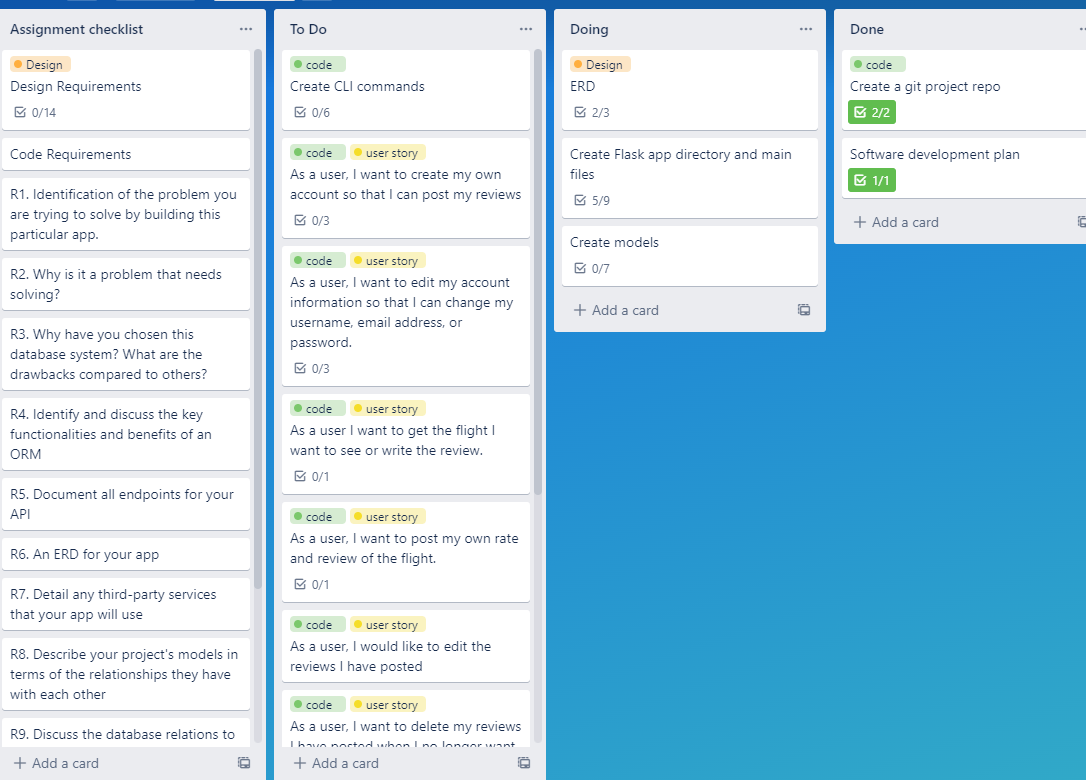 Assignment checklist
Design
Design Requirements
0/14
Code Requirements
R1. Identification of the problem you
are trying to solve by building this
particular app.
R2. Why is it a problem that needs
solving?
R3. Why have you chosen this
database system? What are the
drawbacks compared to others?
R4. Identify and discuss the key
functionalities and benefits of an
ORM
R5. Document all endpoints for your
API
R6. An ERD for your app
R7. Detail any third-party services
that your app will use
R8. Describe your project's models in
terms of the relationships they have
with each other
R9. Discuss the database relations to
Add a card
To Do
code
Create CLI commands
0/6
code user story
As a user, I want to create my own
account so that I can post my reviews
0/3
code user story
As a user, I want to edit my account
information so that I can change my
username, email address, or
password.
0/3
code user story
As a user I want to get the flight I
want to see or write the review.
0/1
code user story
As a user, I want to post my own rate
and review of the flight.
0/1
code user story
As a user, I would like to edit the
reviews I have posted
code user story
As a user, I want to delete my reviews
I have posted when I no longer want
Add a card
Doing
Design
ERD
2/3
Create Flask app directory and main
files
5/9
Create models
0/7
Add a card
Done
code
Create a git project repo
2/2
Software development plan
1/1
Add a card